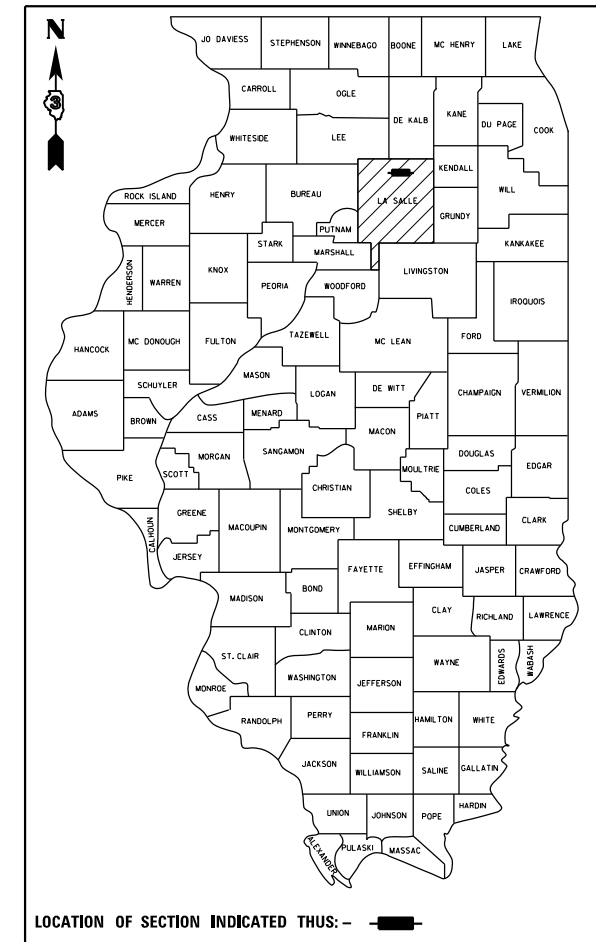 N
3
JO DAVIESS STEPHENSON WINNEBAGO BOONE MC HENRY LAKE
CARROLL OGLE DE KALB KANE DU PAGE COOK
WHITESIDE LEE
KENDALL WILL
ROCK ISLAND HENRY BUREAU LA SALLE GRUNDY
MERCER PUTNAM
STARK MARSHALL KANKAKEE
HENDERSON WARREN KNOX PEORIA WOODFORD LIVINGSTON IROQUOIS
HANCOCK MC DONOUGH FULTON TAZEWELL MC LEAN FORD
SCHUYLER MASON LOGAN DE WITT CHAMPAIGN VERMILION
ADAMS BROWN CASS MENARD MACON PIATT
PIKE SCOTT MORGAN SANGAMON CHRISTIAN MOULTRIE DOUGLAS EDGAR
COLES
CALHOUN GREENE MACOUPIN MONTGOMERY SHELBY CUMBERLAND CLARK
JERSEY
FAYETTE EFFINGHAM JASPER CRAWFORD
MADISON BOND
CLAY RICHLAND LAWRENCE
CLINTON MARION
ST. CLAIR WAYNE EDWARDS WABASH
WASHINGTON JEFFERSON
MONROE
RANDOLPH PERRY HAMILTON WHITE
FRANKLIN
JACKSON WILLIAMSON SALINE GALLATIN
UNION JOHNSON POPE HARDIN
ALEXANDER PULASKI MASSAC
LOCATION OF SECTION INDICATED THUS: -